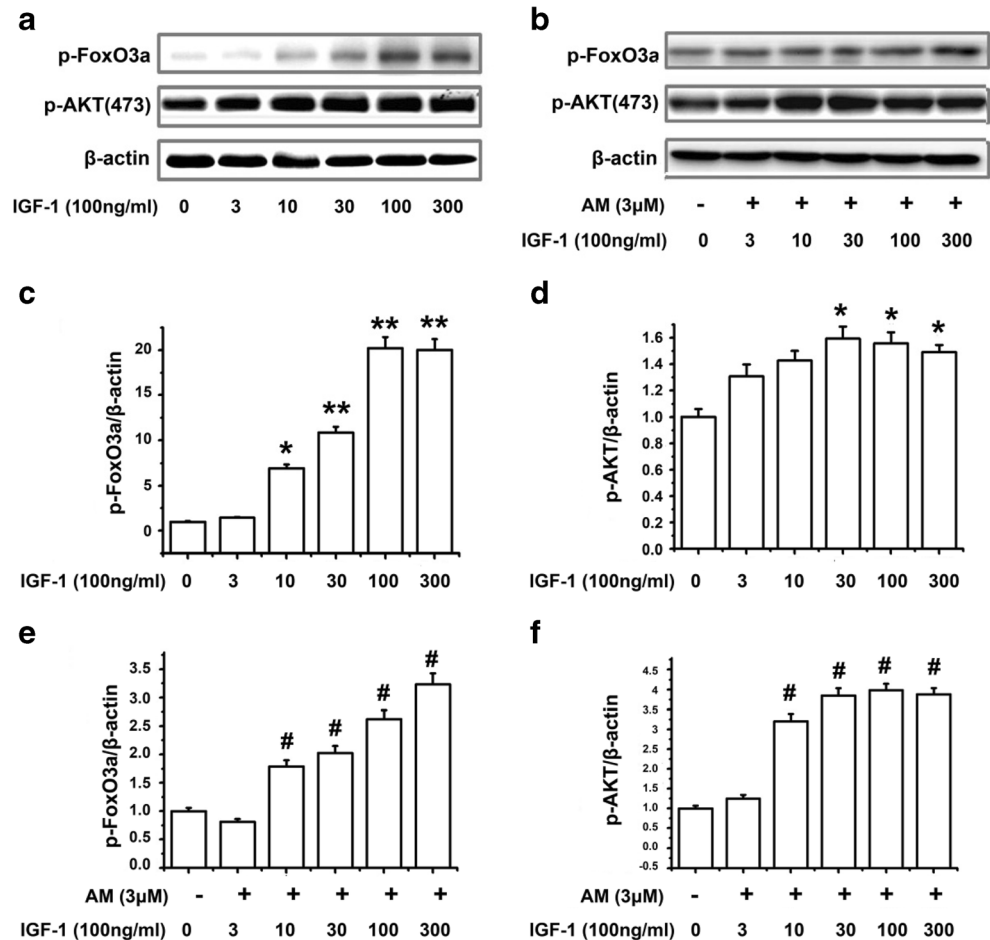 a
p-FoxO3a
p-AKT(473)
β-actin
IGF-1 (100ng/ml) 0 3 10 30 100 300
b
p-FoxO3a
p-AKT(473)
β-actin
AM (3μM) - + + + + +
IGF-1 (100ng/ml) 0 3 10 30 100 300
c
p-FoxO3a/β-actin
20
15
10
5
0
* ** ** **
IGF-1 (100ng/ml) 0 3 10 30 100 300
d
p-AKT/β-actin
1.6
1.4
1.2
1.0
0.8
0.6
0.4
0.2
0.0
* * *
IGF-1 (100ng/ml) 0 3 10 30 100 300
e
p-FoxO3a/β-actin
3.5
3.0
2.5
2.0
1.5
1.0
0.5
0.0
# # # #
AM (3μM) - + + + + +
IGF-1 (100ng/ml) 0 3 10 30 100 300
f
p-AKT/β-actin
4.5
4
3.5
3
2.5
2
1.5
1.0
0.5
0.0
-0.5
# # # #
AM (3μM) - + + + + +
IGF-1 (100ng/ml) 0 3 10 30 100 300